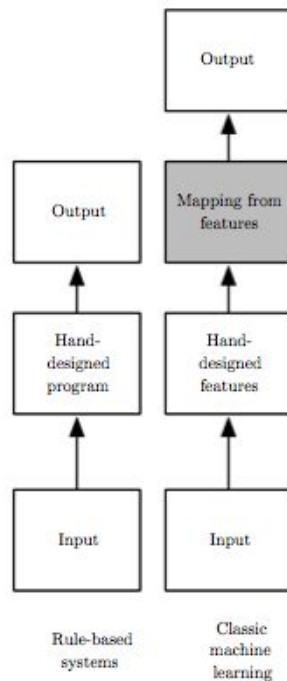 Output
Output
Mapping from
features
Hand-
designed
program
Hand-
designed
features
Input
Input
Rule-based
systems
Classic
machine
learning